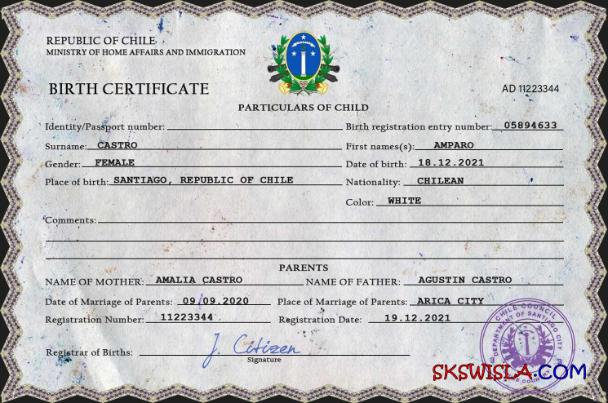 REPUBLIC OF CHILE
MINISTRY OF HOME AFFAIRS AND IMMIGRATION
BIRTH CERTIFICATE
AD 11223344
PARTICULARS OF CHILD
Identity/Passport number:
Birth registration entry number: 05894633
Surname: CASTRO
First names(s): AMPARO
Gender: FEMALE
Date of birth: 18.12.2021
Place of birth: SANTIAGO, REPUBLIC OF CHILE
Nationality: CHILEAN
Color: WHITE
Comments:
PARENTS
NAME OF MOTHER: AMALIA CASTRO
NAME OF FATHER: AGUSTIN CASTRO
Date of Marriage of Parents: 09/09.2020
Place of Marriage of Parents: ARICA CITY
Registration Number: 11223344
Registration Date: 19.12.2021
Registrar of Births: J. Citizen
Signature
CHILE COUNCIL
DEPARTMENT OF SANTIAGO CITY
SKSWISLA.COM